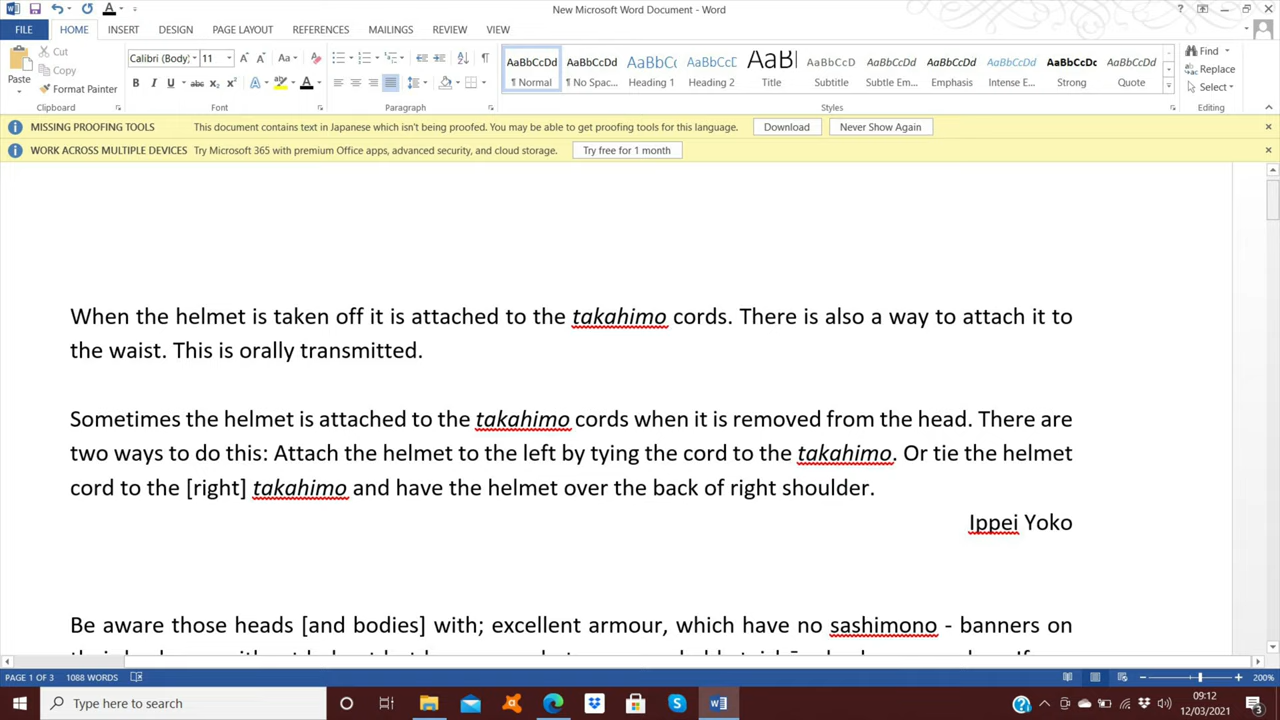 New Microsoft Word Document - Word
FILE HOME INSERT DESIGN PAGE LAYOUT REFERENCES MAILINGS REVIEW VIEW
Cut
Copy
Format Painter
Paste
Clipboard
Calibri (Body) 11
Font
Paragraph
AaBbCcDd AaBbCcDd AaBbCc AaBbCcD AaBl AaBbCcD AaBbCcDd AaBbCcDd AaBbCcDd AaBbCcDc AaBbCcDd
¶ Normal ¶ No Spac... Heading 1 Heading 2 Title Subtitle Subtle Em... Emphasis Intense E... Strong Quote
Styles
Find
Replace
Select
Editing
MISSING PROOFING TOOLS This document contains text in Japanese which isn't being proofed. You may be able to get proofing tools for this language. Download Never Show Again
WORK ACROSS MULTIPLE DEVICES Try Microsoft 365 with premium Office apps, advanced security, and cloud storage. Try free for 1 month
When the helmet is taken off it is attached to the takahimo cords. There is also a way to attach it to
the waist. This is orally transmitted.
Sometimes the helmet is attached to the takahimo cords when it is removed from the head. There are
two ways to do this: Attach the helmet to the left by tying the cord to the takahimo. Or tie the helmet
cord to the [right] takahimo and have the helmet over the back of right shoulder.
Ippei Yoko
Be aware those heads [and bodies] with; excellent armour, which have no sashimono - banners on
PAGE 1 OF 3 1088 WORDS 200%
Type here to search
09:12
12/03/2021